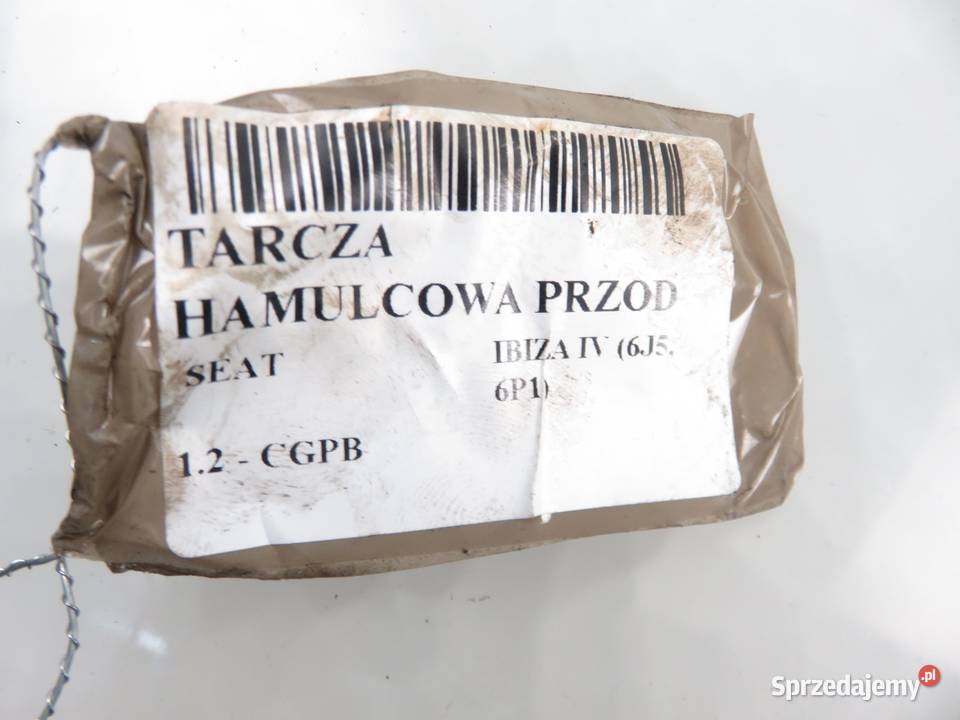 TARCZA
HAMULCOWA PRZOD
SEAT
IBIZA IV (6J5,
6P1)
1.2 - CGPB
Sprzedajemy.pl